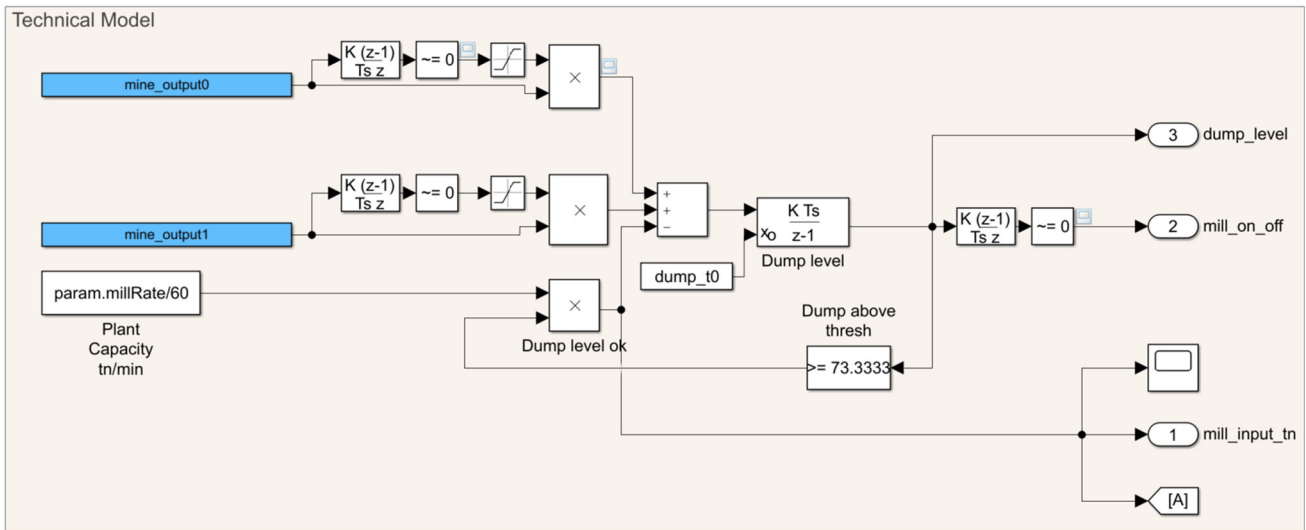 Technical Model
mine_output0
K (z-1)
Ts z
~= 0
×
mine_output1
K (z-1)
Ts z
~= 0
×
+
+
−
param.millRate/60
Plant
Capacity
tn/min
×
Dump level ok
dump_t0
K Ts
z-1
xo
Dump level
Dump above
thresh
>= 73.3333
K (z-1)
Ts z
~= 0
3
dump_level
2
mill_on_off
1
mill_input_tn
[A]